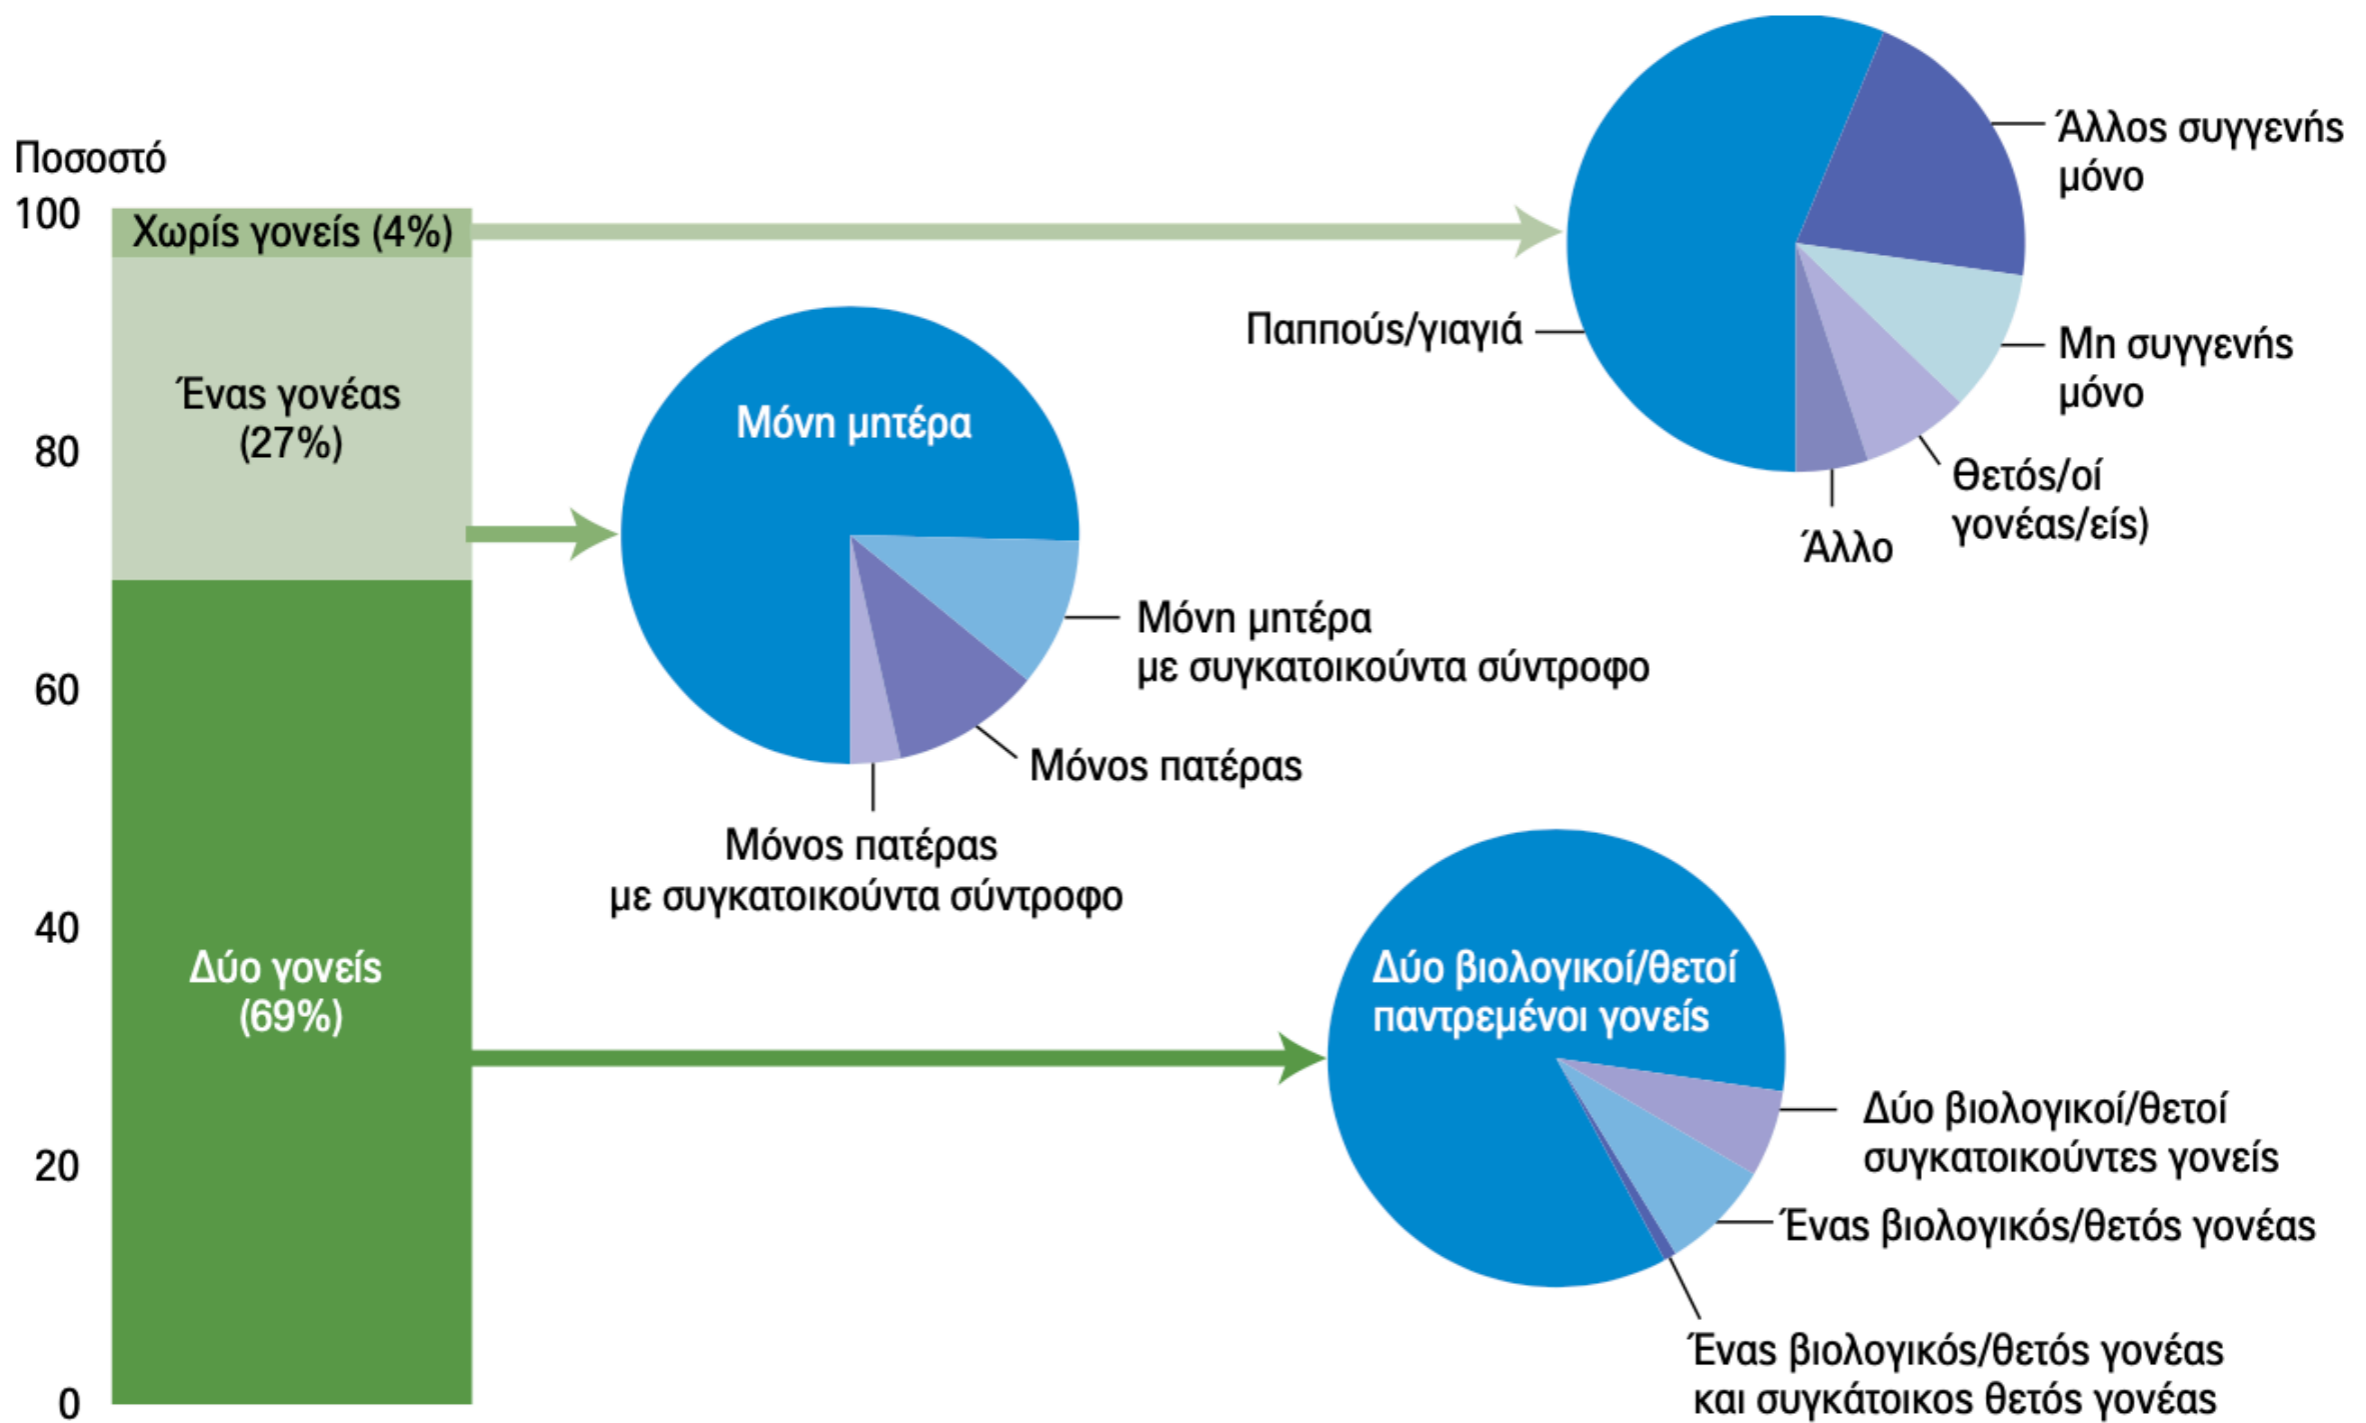 Ποσοστό
100
80
60
40
20
0
Χωρίς γονείς (4%)
Ένας γονέας
(27%)
Δύο γονείς
(69%)
Παππούς/γιαγιά
Άλλος συγγενής
μόνο
Μη συγγενής
μόνο
Θετός/οί
γονέας/είς)
Άλλο
Μόνη μητέρα
Μόνη μητέρα
με συγκατοικούντα σύντροφο
Μόνος πατέρας
Μόνος πατέρας
με συγκατοικούντα σύντροφο
Δύο βιολογικοί/θετοί
παντρεμένοι γονείς
Δύο βιολογικοί/θετοί
συγκατοικούντες γονείς
Ένας βιολογικός/θετός γονέας
Ένας βιολογικός/θετός γονέας
και συγκάτοικος θετός γονέας